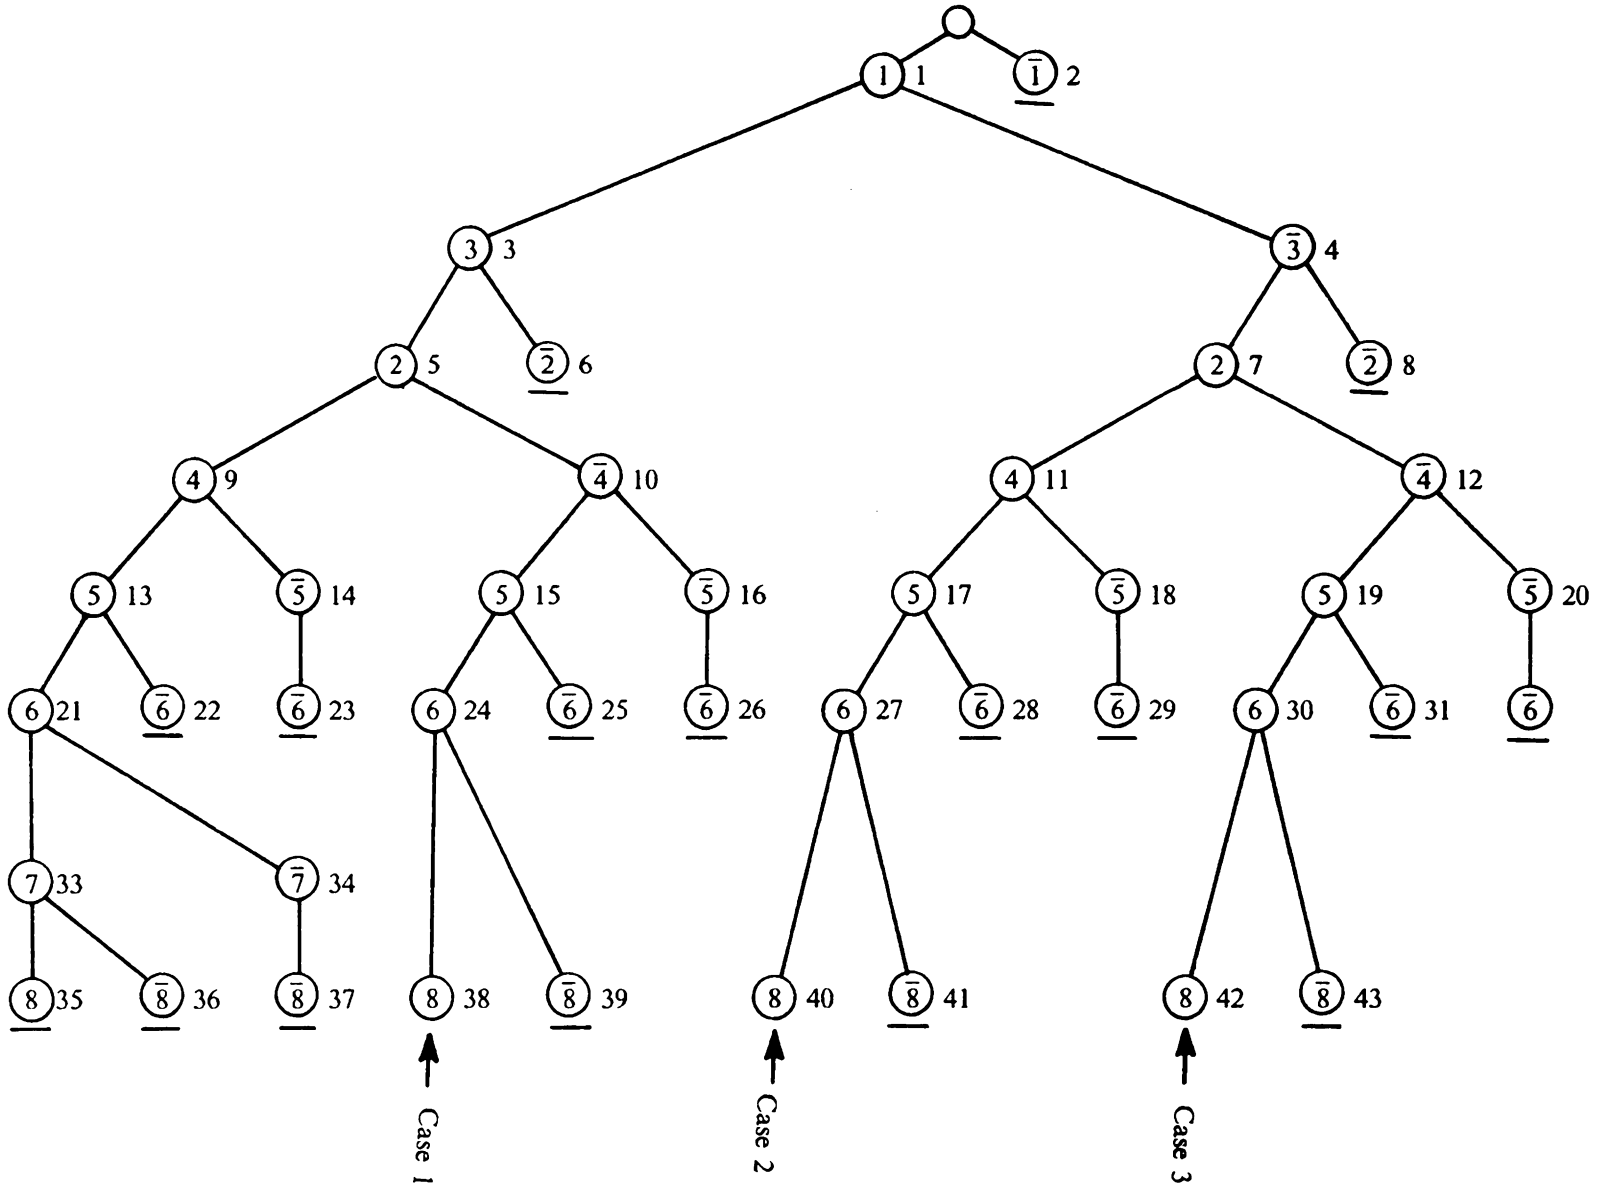 1 1 1̄ 2
3 3 3̄ 4
2 5 2̄ 6 2 7 2̄ 8
4 9 4̄ 10 4 11 4̄ 12
5 13 5̄ 14 5 15 5̄ 16 5 17 5̄ 18 5 19 5̄ 20
6 21 6̄ 22 6̄ 23 6 24 6̄ 25 6̄ 26 6 27 6̄ 28 6̄ 29 6 30 6̄ 31 6̄
7 33 7̄ 34
8 35 8̄ 36 8̄ 37 8 38 8̄ 39 8 40 8̄ 41 8 42 8̄ 43
Case 1
Case 2
Case 3